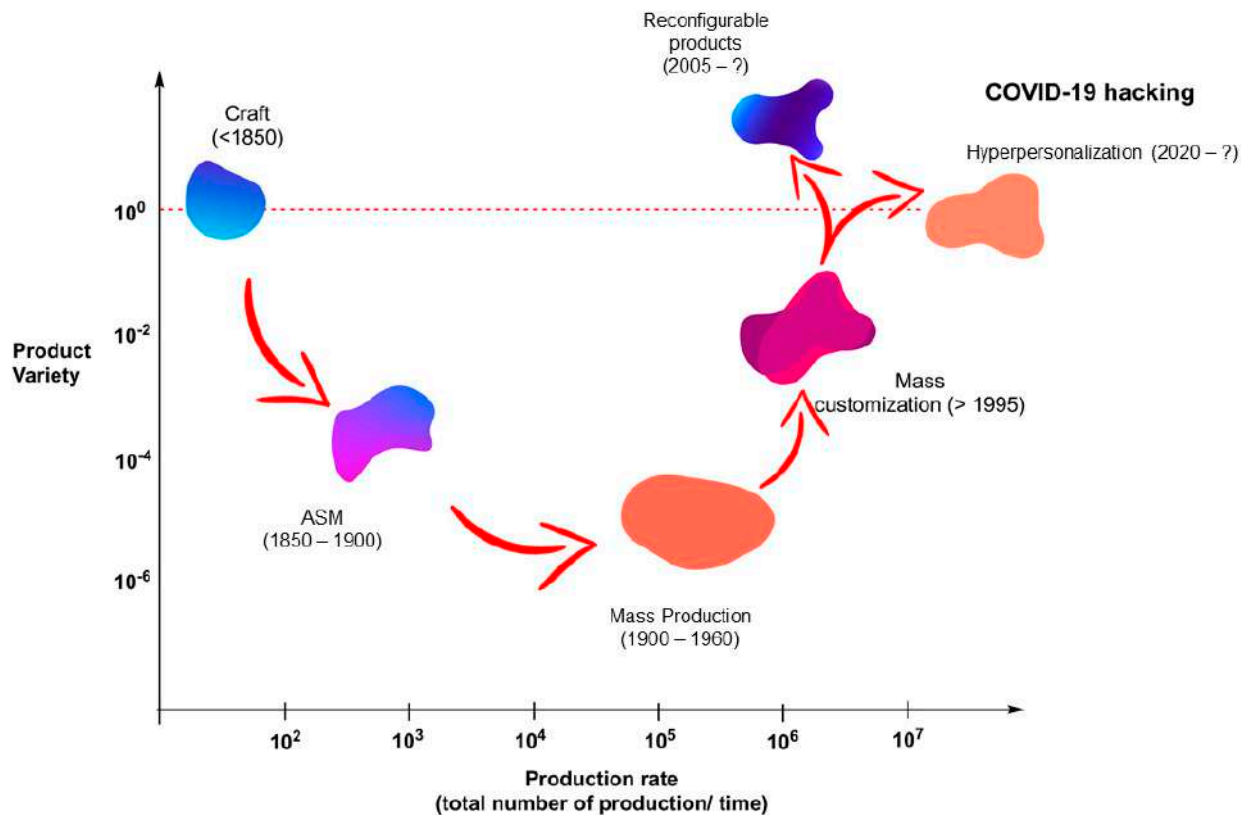 Reconfigurable
products
(2005 – ?)
COVID-19 hacking
Craft
(<1850)
Hyperpersonalization (2020 – ?)
10⁰
10⁻²
Product
Variety
Mass
customization (> 1995)
10⁻⁴
ASM
(1850 – 1900)
10⁻⁶
Mass Production
(1900 – 1960)
10² 10³ 10⁴ 10⁵ 10⁶ 10⁷
Production rate
(total number of production/ time)